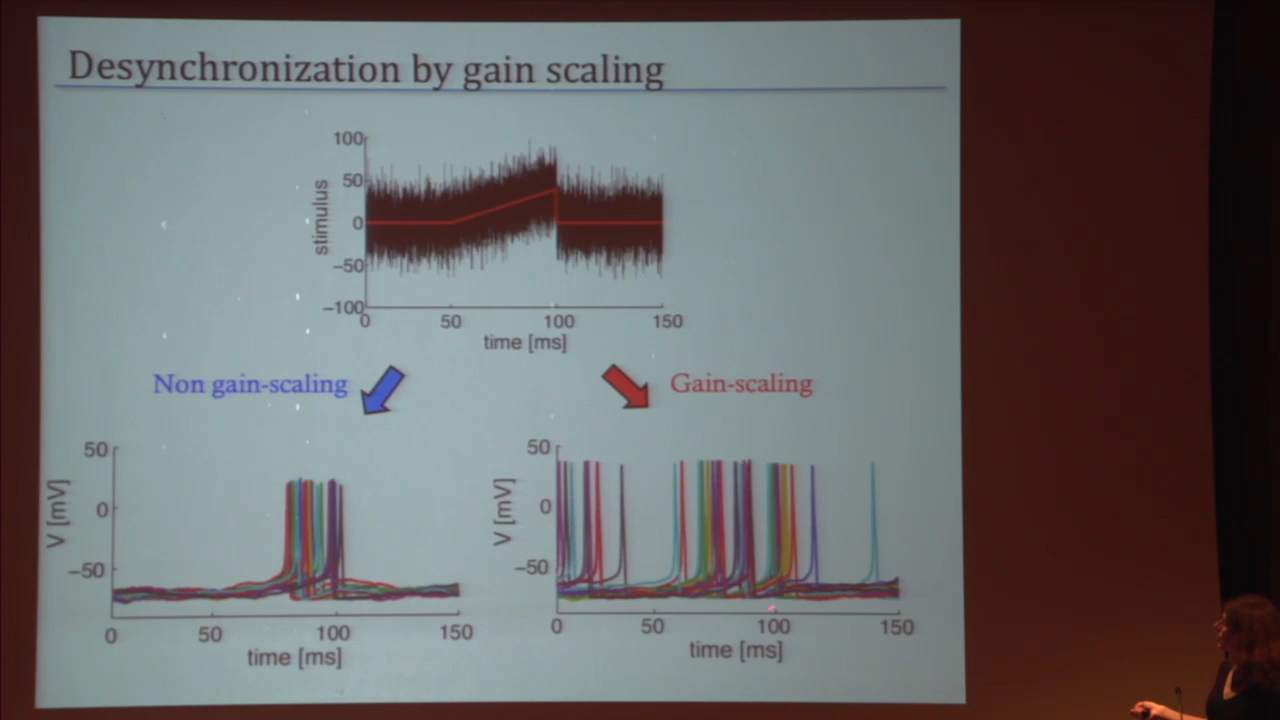 Desynchronization by gain scaling
100
50
0
−50
−100
stimulus
0 50 100 150
time [ms]
Non gain-scaling
Gain-scaling
50
0
−50
V [mV]
0 50 100 150
time [ms]
50
0
−50
V [mV]
0 50 100 150
time [ms]